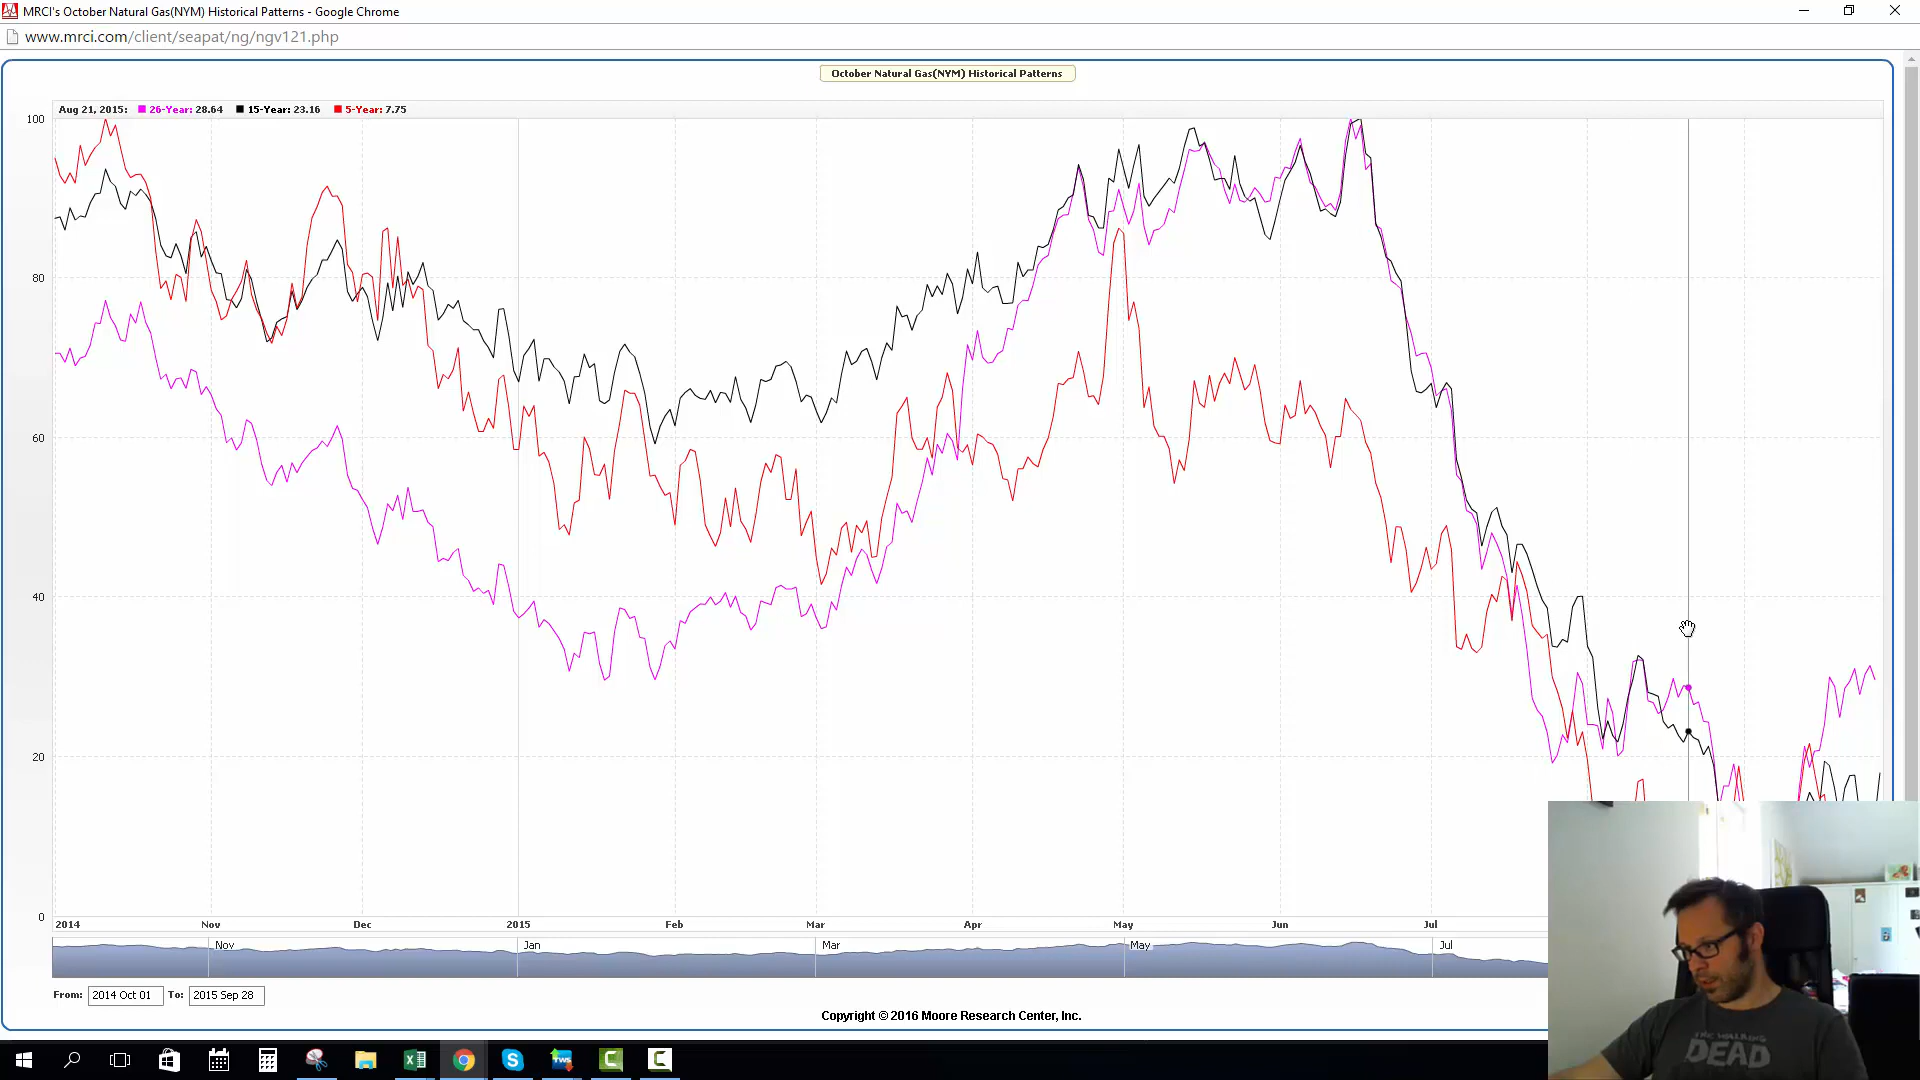 MRCI's October Natural Gas(NYM) Historical Patterns - Google Chrome
www.mrci.com/client/seapat/ng/ngv121.php
October Natural Gas(NYM) Historical Patterns
Aug 21, 2015: 26-Year: 28.64 15-Year: 23.16 5-Year: 7.75
100
80
60
40
20
0
2014 Nov Dec 2015 Feb Mar Apr May Jun Jul
Nov Jan Mar May Jul
From: 2014 Oct 01 To: 2015 Sep 28
Copyright © 2016 Moore Research Center, Inc.
TWS
THE WALKING
DEAD